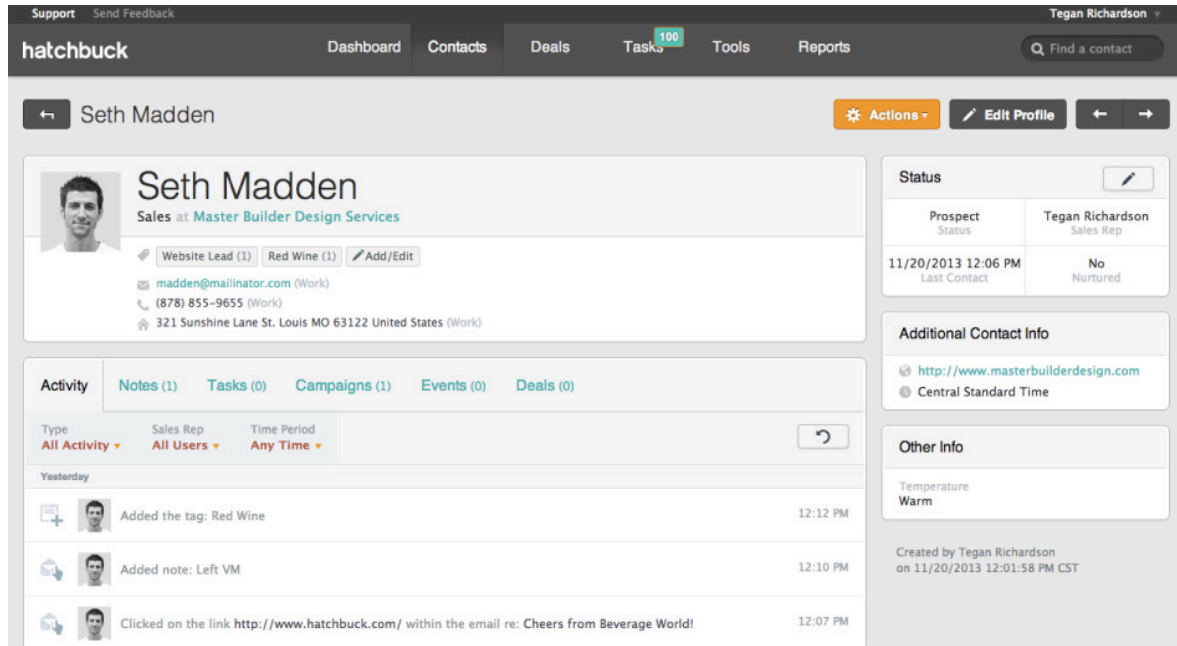 Support Send Feedback Tegan Richardson
hatchbuck Dashboard Contacts Deals Tasks 100 Tools Reports Find a contact
Seth Madden Actions Edit Profile
Seth Madden
Sales at Master Builder Design Services
Website Lead (1) Red Wine (1) Add/Edit
madden@mailinator.com (Work)
(878) 855-9655 (Work)
321 Sunshine Lane St. Louis MO 63122 United States (Work)
Status
Prospect Tegan Richardson
Status Sales Rep
11/20/2013 12:06 PM No
Last Contact Nurtured
Additional Contact Info
http://www.masterbuilderdesign.com
Central Standard Time
Other Info
Temperature
Warm
Created by Tegan Richardson
on 11/20/2013 12:01:58 PM CST
Activity Notes (1) Tasks (0) Campaigns (1) Events (0) Deals (0)
Type Sales Rep Time Period
All Activity All Users Any Time
Yesterday
Added the tag: Red Wine 12:12 PM
Added note: Left VM 12:10 PM
Clicked on the link http://www.hatchbuck.com/ within the email re: Cheers from Beverage World! 12:07 PM